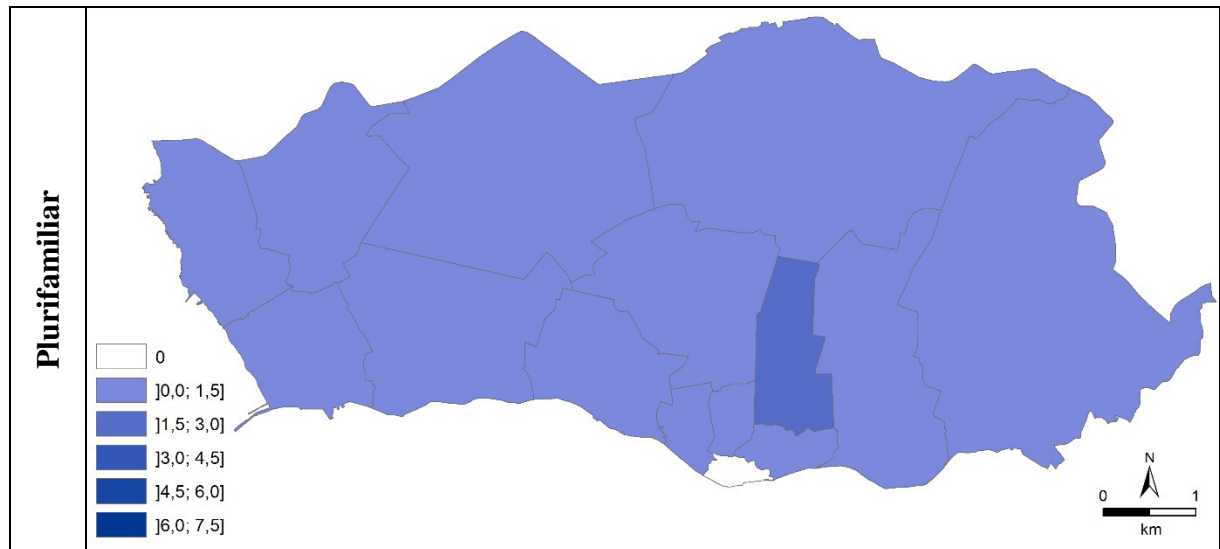 Plurifamiliar
0
]0,0; 1,5]
]1,5; 3,0]
]3,0; 4,5]
]4,5; 6,0]
]6,0; 7,5]
N
0 1
km